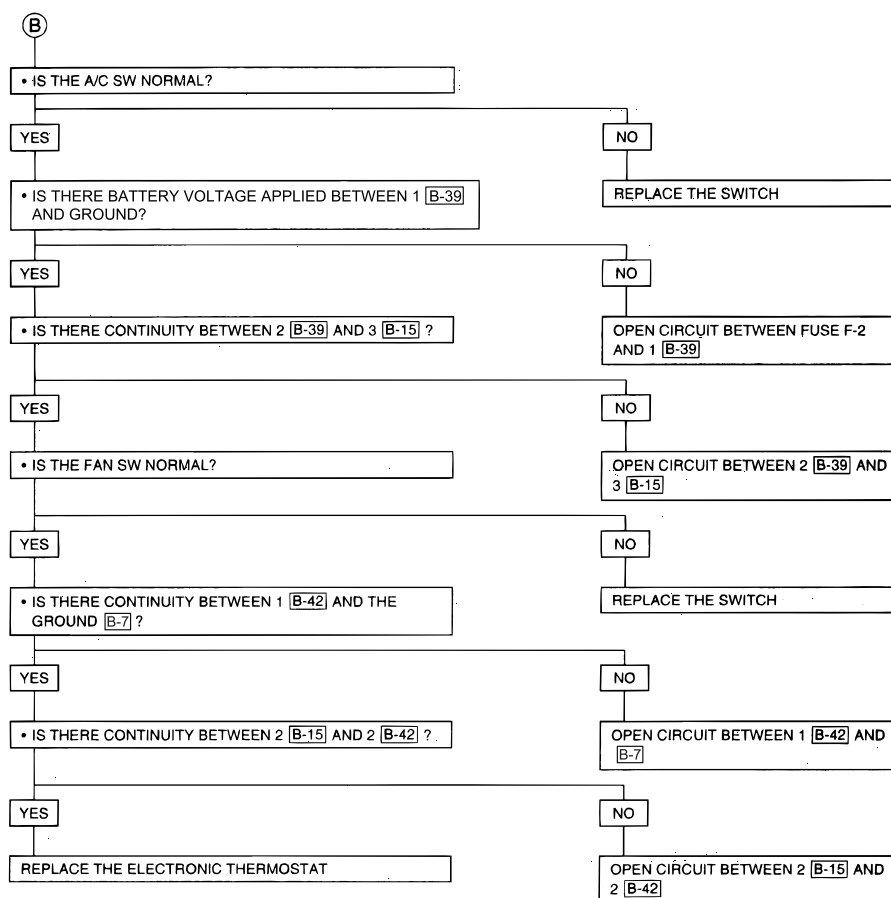 B
• IS THE A/C SW NORMAL?
YES
NO
• IS THERE BATTERY VOLTAGE APPLIED BETWEEN 1 B-39
AND GROUND?
REPLACE THE SWITCH
YES
NO
• IS THERE CONTINUITY BETWEEN 2 B-39 AND 3 B-15 ?
OPEN CIRCUIT BETWEEN FUSE F-2
AND 1 B-39
YES
NO
• IS THE FAN SW NORMAL?
OPEN CIRCUIT BETWEEN 2 B-39 AND
3 B-15
YES
NO
• IS THERE CONTINUITY BETWEEN 1 B-42 AND THE
GROUND B-7 ?
REPLACE THE SWITCH
YES
NO
• IS THERE CONTINUITY BETWEEN 2 B-15 AND 2 B-42 ?
OPEN CIRCUIT BETWEEN 1 B-42 AND
B-7
YES
NO
REPLACE THE ELECTRONIC THERMOSTAT
OPEN CIRCUIT BETWEEN 2 B-15 AND
2 B-42